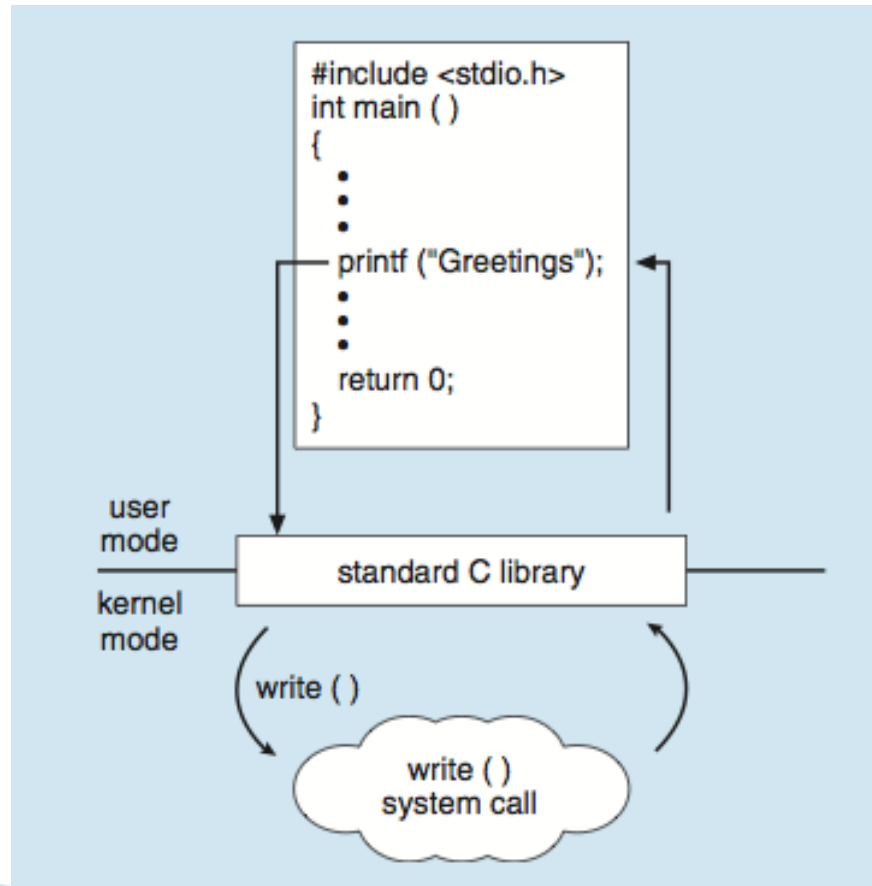 #include <stdio.h>
int main ( )
{
•
•
•
printf ("Greetings");
•
•
•
return 0;
}
user
mode
standard C library
kernel
mode
write ( )
write ( )
system call